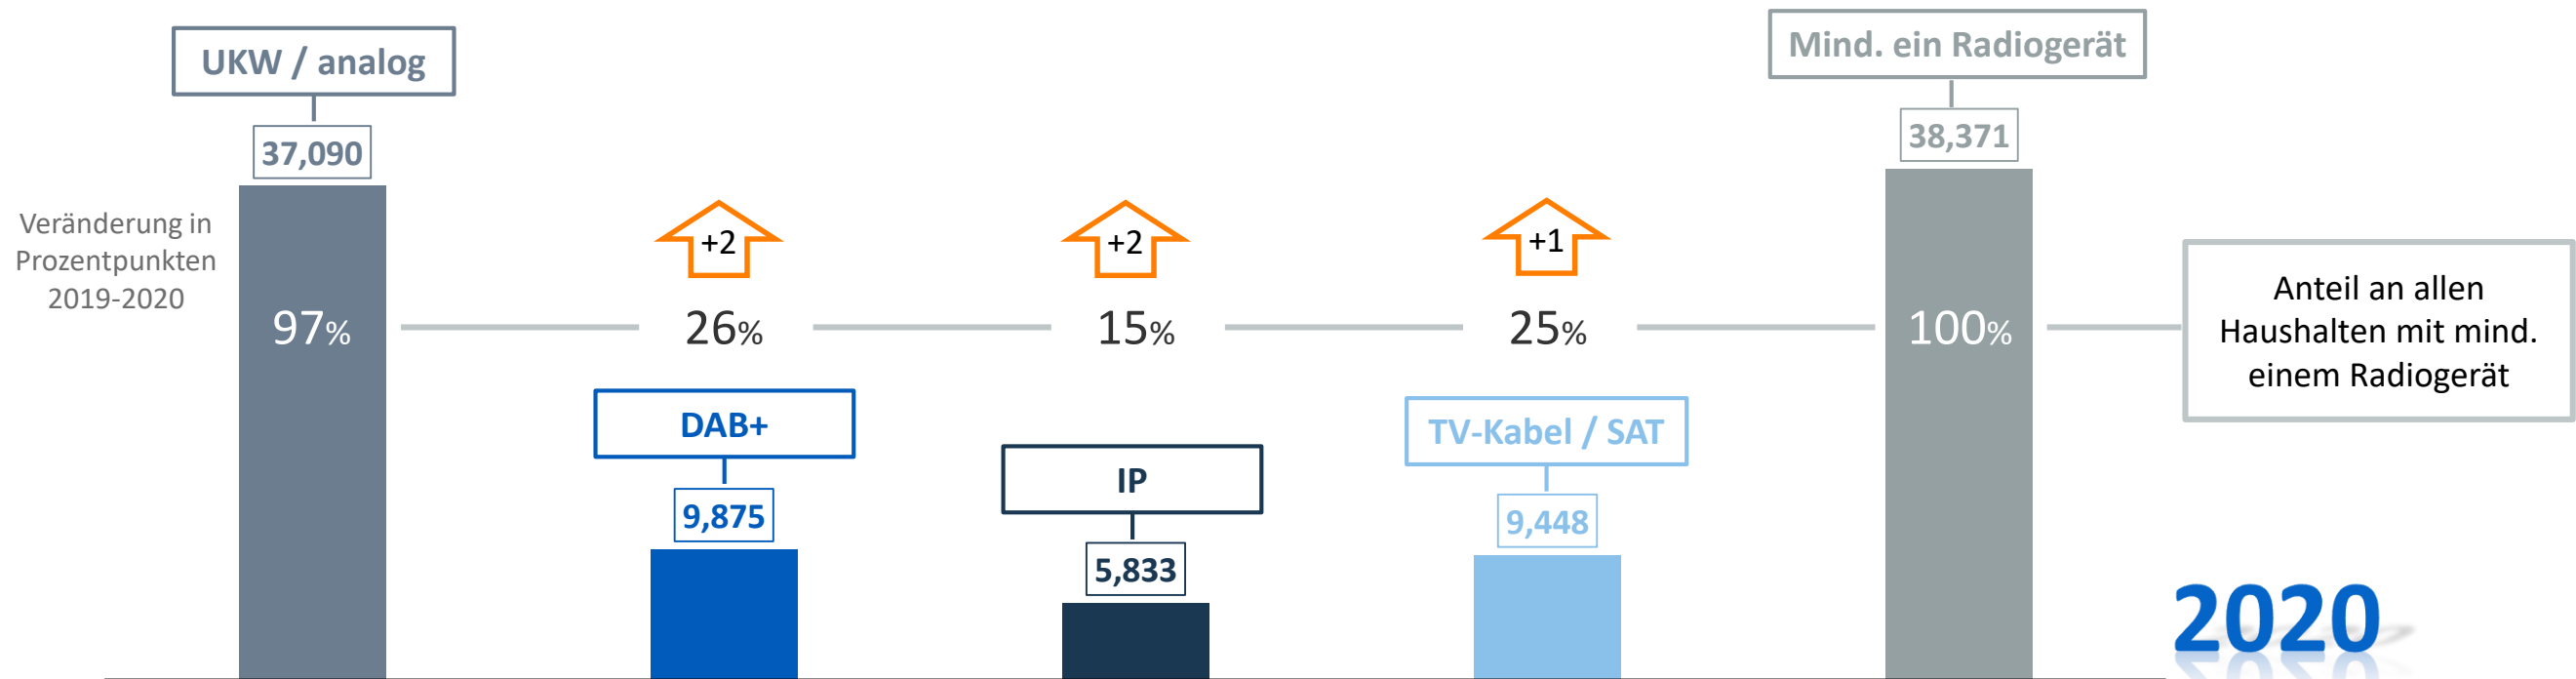 UKW / analog
37,090
Mind. ein Radiogerät
38,371
Veränderung in
Prozentpunkten
2019-2020
+2
+2
+1
97%
26%
15%
25%
100%
Anteil an allen
Haushalten mit mind.
einem Radiogerät
DAB+
9,875
IP
5,833
TV-Kabel / SAT
9,448
2020